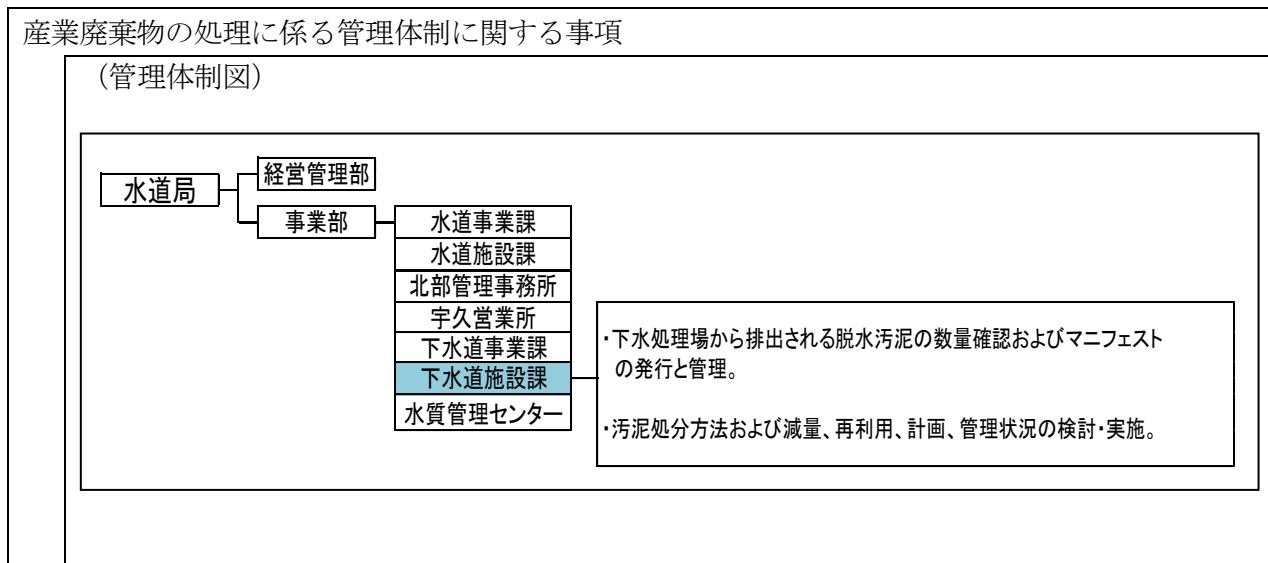 産業廃棄物の処理に係る管理体制に関する事項
（管理体制図）
水道局
経営管理部
事業部
水道事業課
水道施設課
北部管理事務所
宇久営業所
下水道事業課
下水道施設課
水質管理センター
・下水処理場から排出される脱水汚泥の数量確認およびマニフェスト
の発行と管理。
・汚泥処分方法および減量、再利用、計画、管理状況の検討・実施。